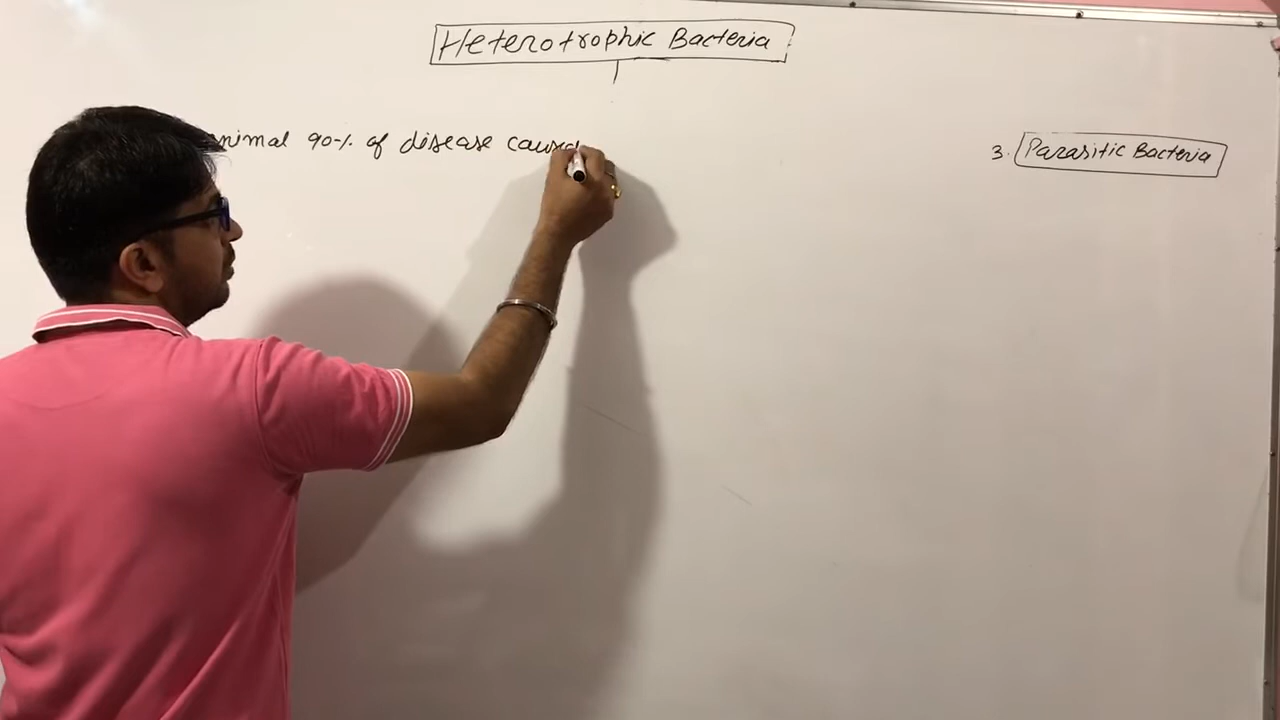 Heterotrophic Bacteria
animal 90% of disease caused
3. Parasitic Bacteria